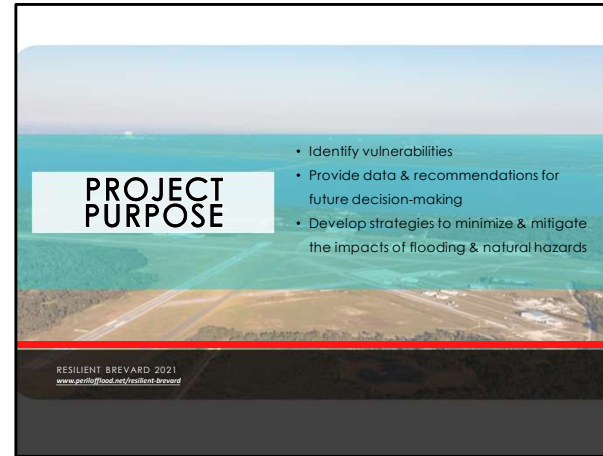 PROJECT
PURPOSE
• Identify vulnerabilities
• Provide data & recommendations for
future decision-making
• Develop strategies to minimize & mitigate
the impacts of flooding & natural hazards
RESILIENT BREVARD 2021
www.perilofflood.net/resilient-brevard